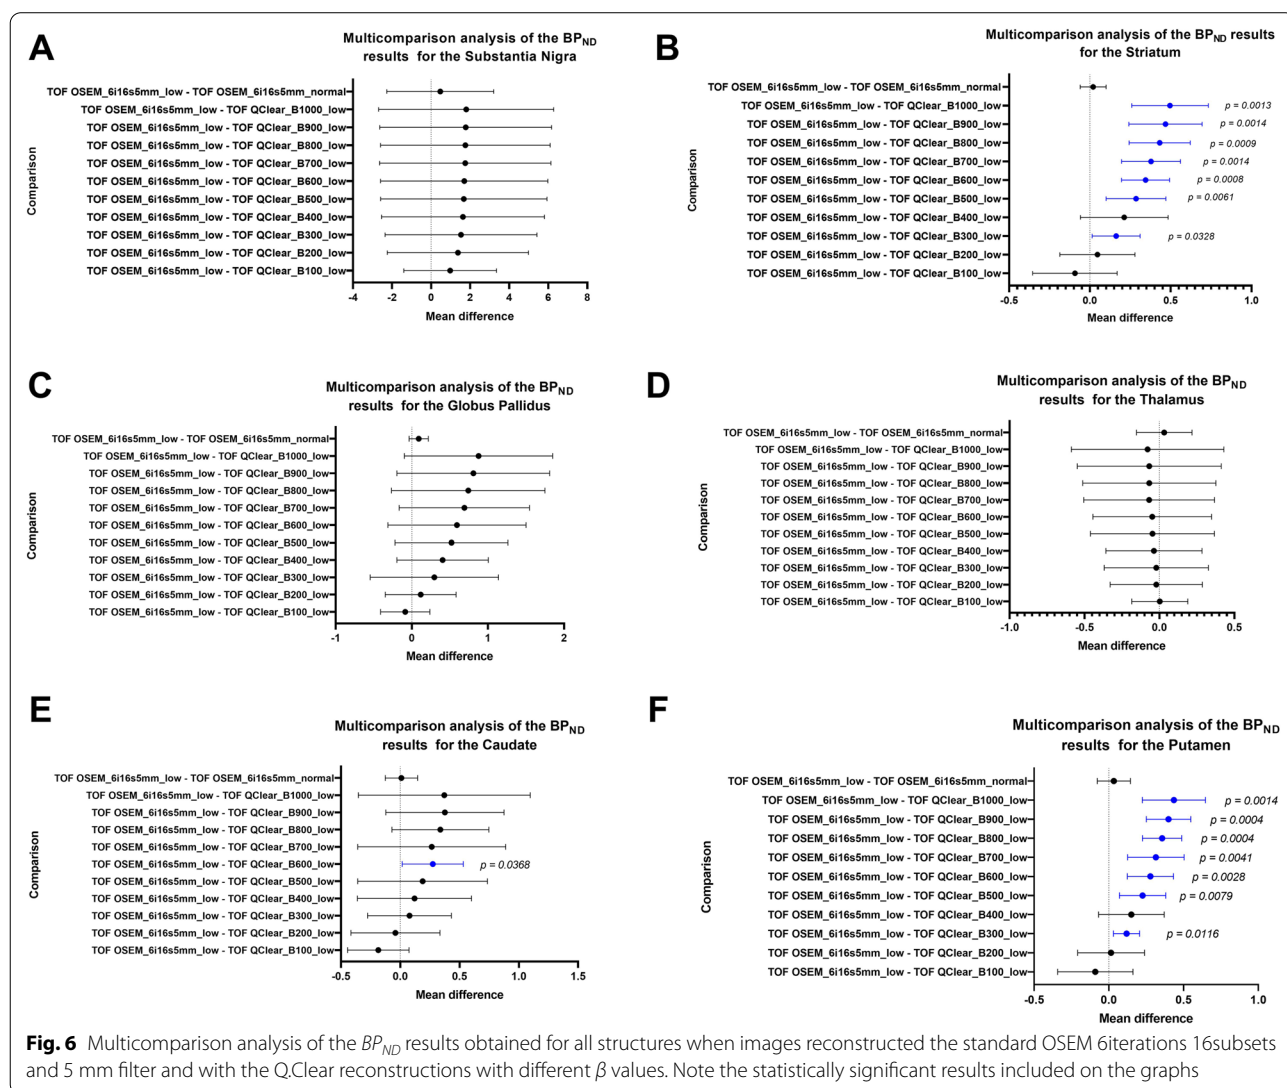 A
Multicomparison analysis of the BPND
results for the Substantia Nigra
Comparison
TOF OSEM_6i16s5mm_low - TOF OSEM_6i16s5mm_normal
TOF OSEM_6i16s5mm_low - TOF QClear_B1000_low
TOF OSEM_6i16s5mm_low - TOF QClear_B900_low
TOF OSEM_6i16s5mm_low - TOF QClear_B800_low
TOF OSEM_6i16s5mm_low - TOF QClear_B700_low
TOF OSEM_6i16s5mm_low - TOF QClear_B600_low
TOF OSEM_6i16s5mm_low - TOF QClear_B500_low
TOF OSEM_6i16s5mm_low - TOF QClear_B400_low
TOF OSEM_6i16s5mm_low - TOF QClear_B300_low
TOF OSEM_6i16s5mm_low - TOF QClear_B200_low
TOF OSEM_6i16s5mm_low - TOF QClear_B100_low
-4 -2 0 2 4 6 8
Mean difference
B
Multicomparison analysis of the BPND results
for the Striatum
Comparison
TOF OSEM_6i16s5mm_low - TOF OSEM_6i16s5mm_normal
TOF OSEM_6i16s5mm_low - TOF QClear_B1000_low p = 0.0013
TOF OSEM_6i16s5mm_low - TOF QClear_B900_low p = 0.0014
TOF OSEM_6i16s5mm_low - TOF QClear_B800_low p = 0.0009
TOF OSEM_6i16s5mm_low - TOF QClear_B700_low p = 0.0014
TOF OSEM_6i16s5mm_low - TOF QClear_B600_low p = 0.0008
TOF OSEM_6i16s5mm_low - TOF QClear_B500_low p = 0.0061
TOF OSEM_6i16s5mm_low - TOF QClear_B400_low
TOF OSEM_6i16s5mm_low - TOF QClear_B300_low p = 0.0328
TOF OSEM_6i16s5mm_low - TOF QClear_B200_low
TOF OSEM_6i16s5mm_low - TOF QClear_B100_low
-0.5 0.0 0.5 1.0
Mean difference
C
Multicomparison analysis of the BPND
results for the Globus Pallidus
Comparison
TOF OSEM_6i16s5mm_low - TOF OSEM_6i16s5mm_normal
TOF OSEM_6i16s5mm_low - TOF QClear_B1000_low
TOF OSEM_6i16s5mm_low - TOF QClear_B900_low
TOF OSEM_6i16s5mm_low - TOF QClear_B800_low
TOF OSEM_6i16s5mm_low - TOF QClear_B700_low
TOF OSEM_6i16s5mm_low - TOF QClear_B600_low
TOF OSEM_6i16s5mm_low - TOF QClear_B500_low
TOF OSEM_6i16s5mm_low - TOF QClear_B400_low
TOF OSEM_6i16s5mm_low - TOF QClear_B300_low
TOF OSEM_6i16s5mm_low - TOF QClear_B200_low
TOF OSEM_6i16s5mm_low - TOF QClear_B100_low
-1 0 1 2
Mean difference
D
Multicomparison analysis of the BPND
results for the Thalamus
Comparison
TOF OSEM_6i16s5mm_low - TOF OSEM_6i16s5mm_normal
TOF OSEM_6i16s5mm_low - TOF QClear_B1000_low
TOF OSEM_6i16s5mm_low - TOF QClear_B900_low
TOF OSEM_6i16s5mm_low - TOF QClear_B800_low
TOF OSEM_6i16s5mm_low - TOF QClear_B700_low
TOF OSEM_6i16s5mm_low - TOF QClear_B600_low
TOF OSEM_6i16s5mm_low - TOF QClear_B500_low
TOF OSEM_6i16s5mm_low - TOF QClear_B400_low
TOF OSEM_6i16s5mm_low - TOF QClear_B300_low
TOF OSEM_6i16s5mm_low - TOF QClear_B200_low
TOF OSEM_6i16s5mm_low - TOF QClear_B100_low
-1.0 -0.5 0.0 0.5
Mean difference
E
Multicomparison analysis of the BPND
results for the Caudate
Comparison
TOF OSEM_6i16s5mm_low - TOF OSEM_6i16s5mm_normal
TOF OSEM_6i16s5mm_low - TOF QClear_B1000_low
TOF OSEM_6i16s5mm_low - TOF QClear_B900_low
TOF OSEM_6i16s5mm_low - TOF QClear_B800_low
TOF OSEM_6i16s5mm_low - TOF QClear_B700_low
TOF OSEM_6i16s5mm_low - TOF QClear_B600_low p = 0.0368
TOF OSEM_6i16s5mm_low - TOF QClear_B500_low
TOF OSEM_6i16s5mm_low - TOF QClear_B400_low
TOF OSEM_6i16s5mm_low - TOF QClear_B300_low
TOF OSEM_6i16s5mm_low - TOF QClear_B200_low
TOF OSEM_6i16s5mm_low - TOF QClear_B100_low
-0.5 0.0 0.5 1.0 1.5
Mean difference
F
Multicomparison analysis of the BPND
results for the Putamen
Comparison
TOF OSEM_6i16s5mm_low - TOF OSEM_6i16s5mm_normal
TOF OSEM_6i16s5mm_low - TOF QClear_B1000_low p = 0.0014
TOF OSEM_6i16s5mm_low - TOF QClear_B900_low p = 0.0004
TOF OSEM_6i16s5mm_low - TOF QClear_B800_low p = 0.0004
TOF OSEM_6i16s5mm_low - TOF QClear_B700_low p = 0.0041
TOF OSEM_6i16s5mm_low - TOF QClear_B600_low p = 0.0028
TOF OSEM_6i16s5mm_low - TOF QClear_B500_low p = 0.0079
TOF OSEM_6i16s5mm_low - TOF QClear_B400_low
TOF OSEM_6i16s5mm_low - TOF QClear_B300_low p = 0.0116
TOF OSEM_6i16s5mm_low - TOF QClear_B200_low
TOF OSEM_6i16s5mm_low - TOF QClear_B100_low
-0.5 0.0 0.5 1.0
Mean difference
Fig. 6 Multicomparison analysis of the BPND results obtained for all structures when images reconstructed the standard OSEM 6iterations 16subsets
and 5 mm filter and with the Q.Clear reconstructions with different β values. Note the statistically significant results included on the graphs